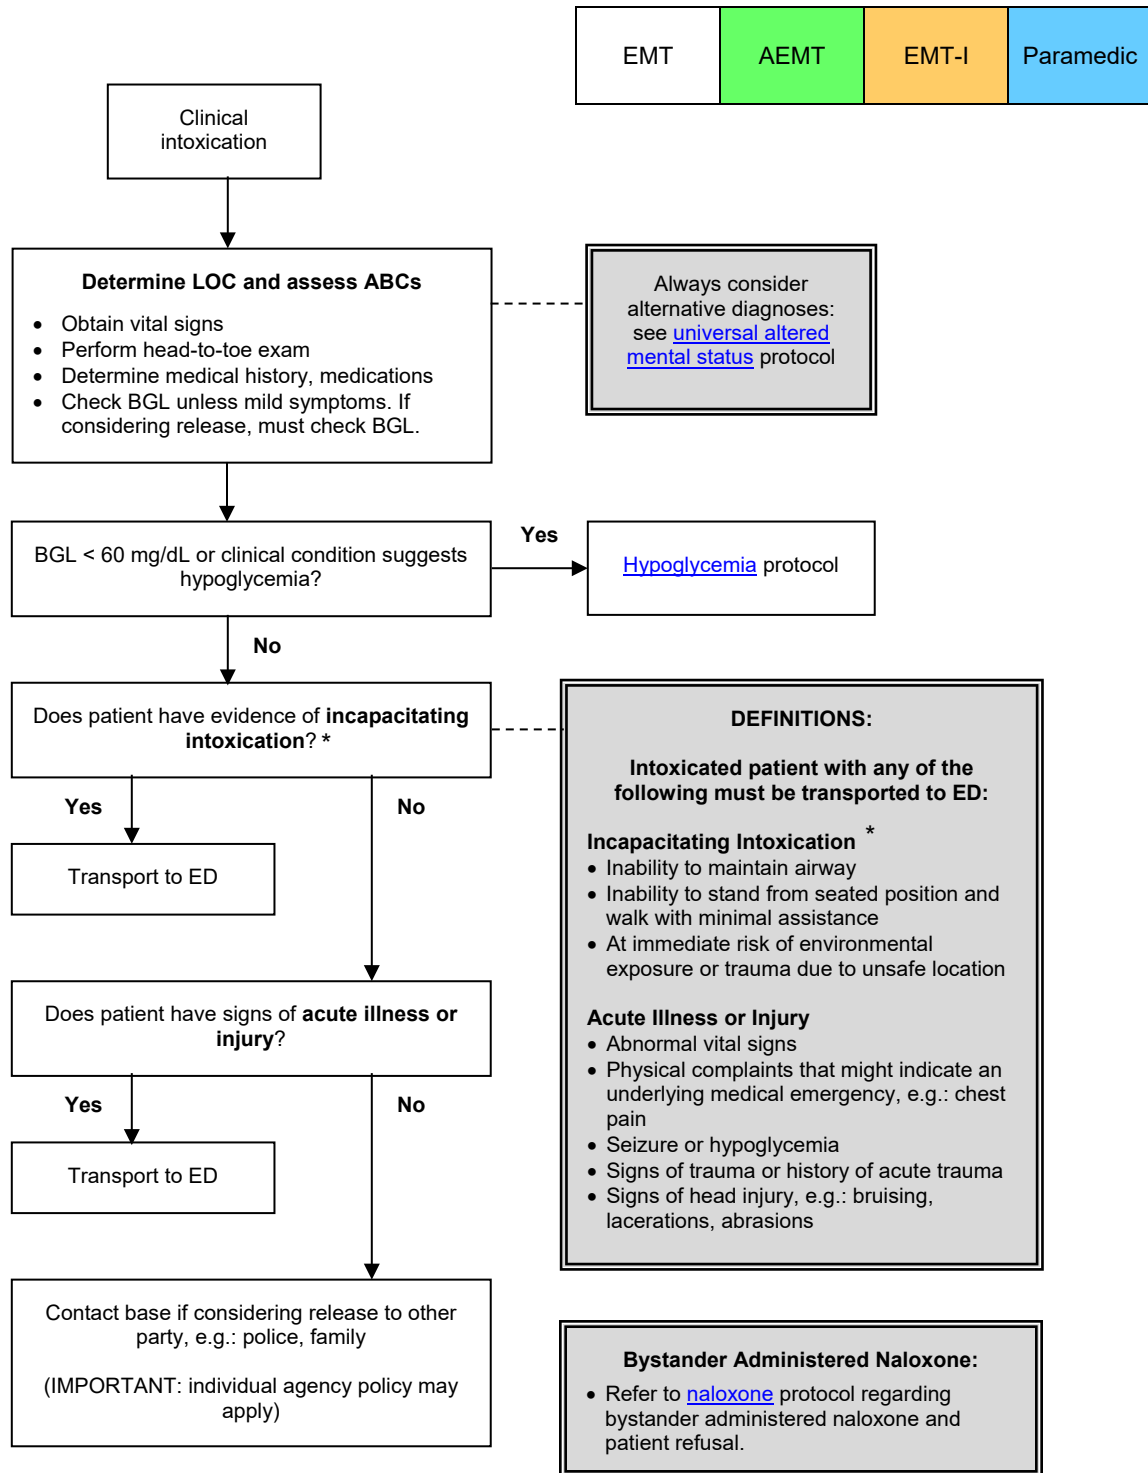 EMT AEMT EMT-I Paramedic
Clinical
intoxication
Determine LOC and assess ABCs
• Obtain vital signs
• Perform head-to-toe exam
• Determine medical history, medications
• Check BGL unless mild symptoms. If
considering release, must check BGL.
Always consider
alternative diagnoses:
see universal altered
mental status protocol
BGL < 60 mg/dL or clinical condition suggests
hypoglycemia?
Yes
Hypoglycemia protocol
No
Does patient have evidence of incapacitating
intoxication? *
Yes
No
Transport to ED
DEFINITIONS:
Intoxicated patient with any of the
following must be transported to ED:
Incapacitating Intoxication *
• Inability to maintain airway
• Inability to stand from seated position and
walk with minimal assistance
• At immediate risk of environmental
exposure or trauma due to unsafe location
Acute Illness or Injury
• Abnormal vital signs
• Physical complaints that might indicate an
underlying medical emergency, e.g.: chest
pain
• Seizure or hypoglycemia
• Signs of trauma or history of acute trauma
• Signs of head injury, e.g.: bruising,
lacerations, abrasions
Does patient have signs of acute illness or
injury?
Yes
No
Transport to ED
Contact base if considering release to other
party, e.g.: police, family
(IMPORTANT: individual agency policy may
apply)
Bystander Administered Naloxone:
• Refer to naloxone protocol regarding
bystander administered naloxone and
patient refusal.